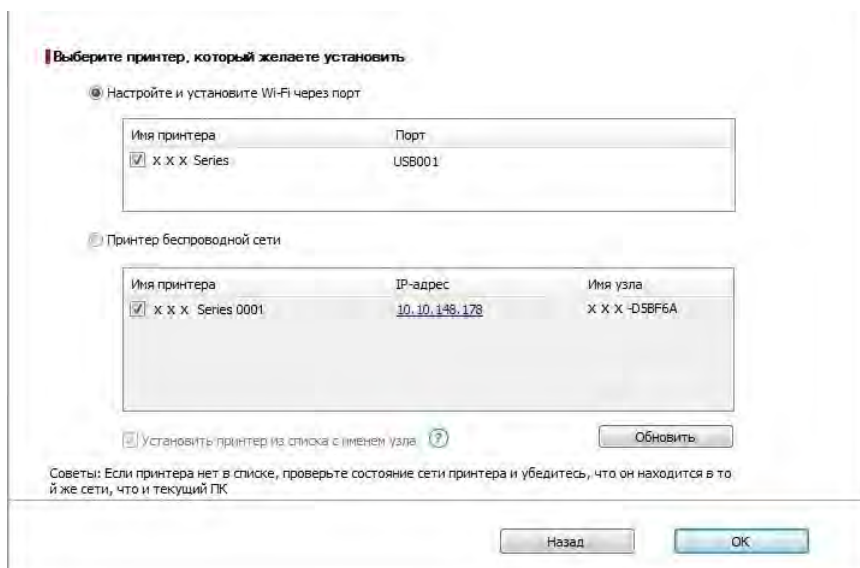 Выберите принтер, который желаете установить
Настройте и установите Wi-Fi через порт
Имя принтера Порт
X X X Series USB001
Принтер беспроводной сети
Имя принтера IP-адрес Имя узла
X X X Series 0001 10.10.148.178 X X X -D5BF6A
Установить принтер из списка с именем узла ?
Обновить
Советы: Если принтера нет в списке, проверьте состояние сети принтера и убедитесь, что он находится в то
й же сети, что и текущий ПК
Назад OK